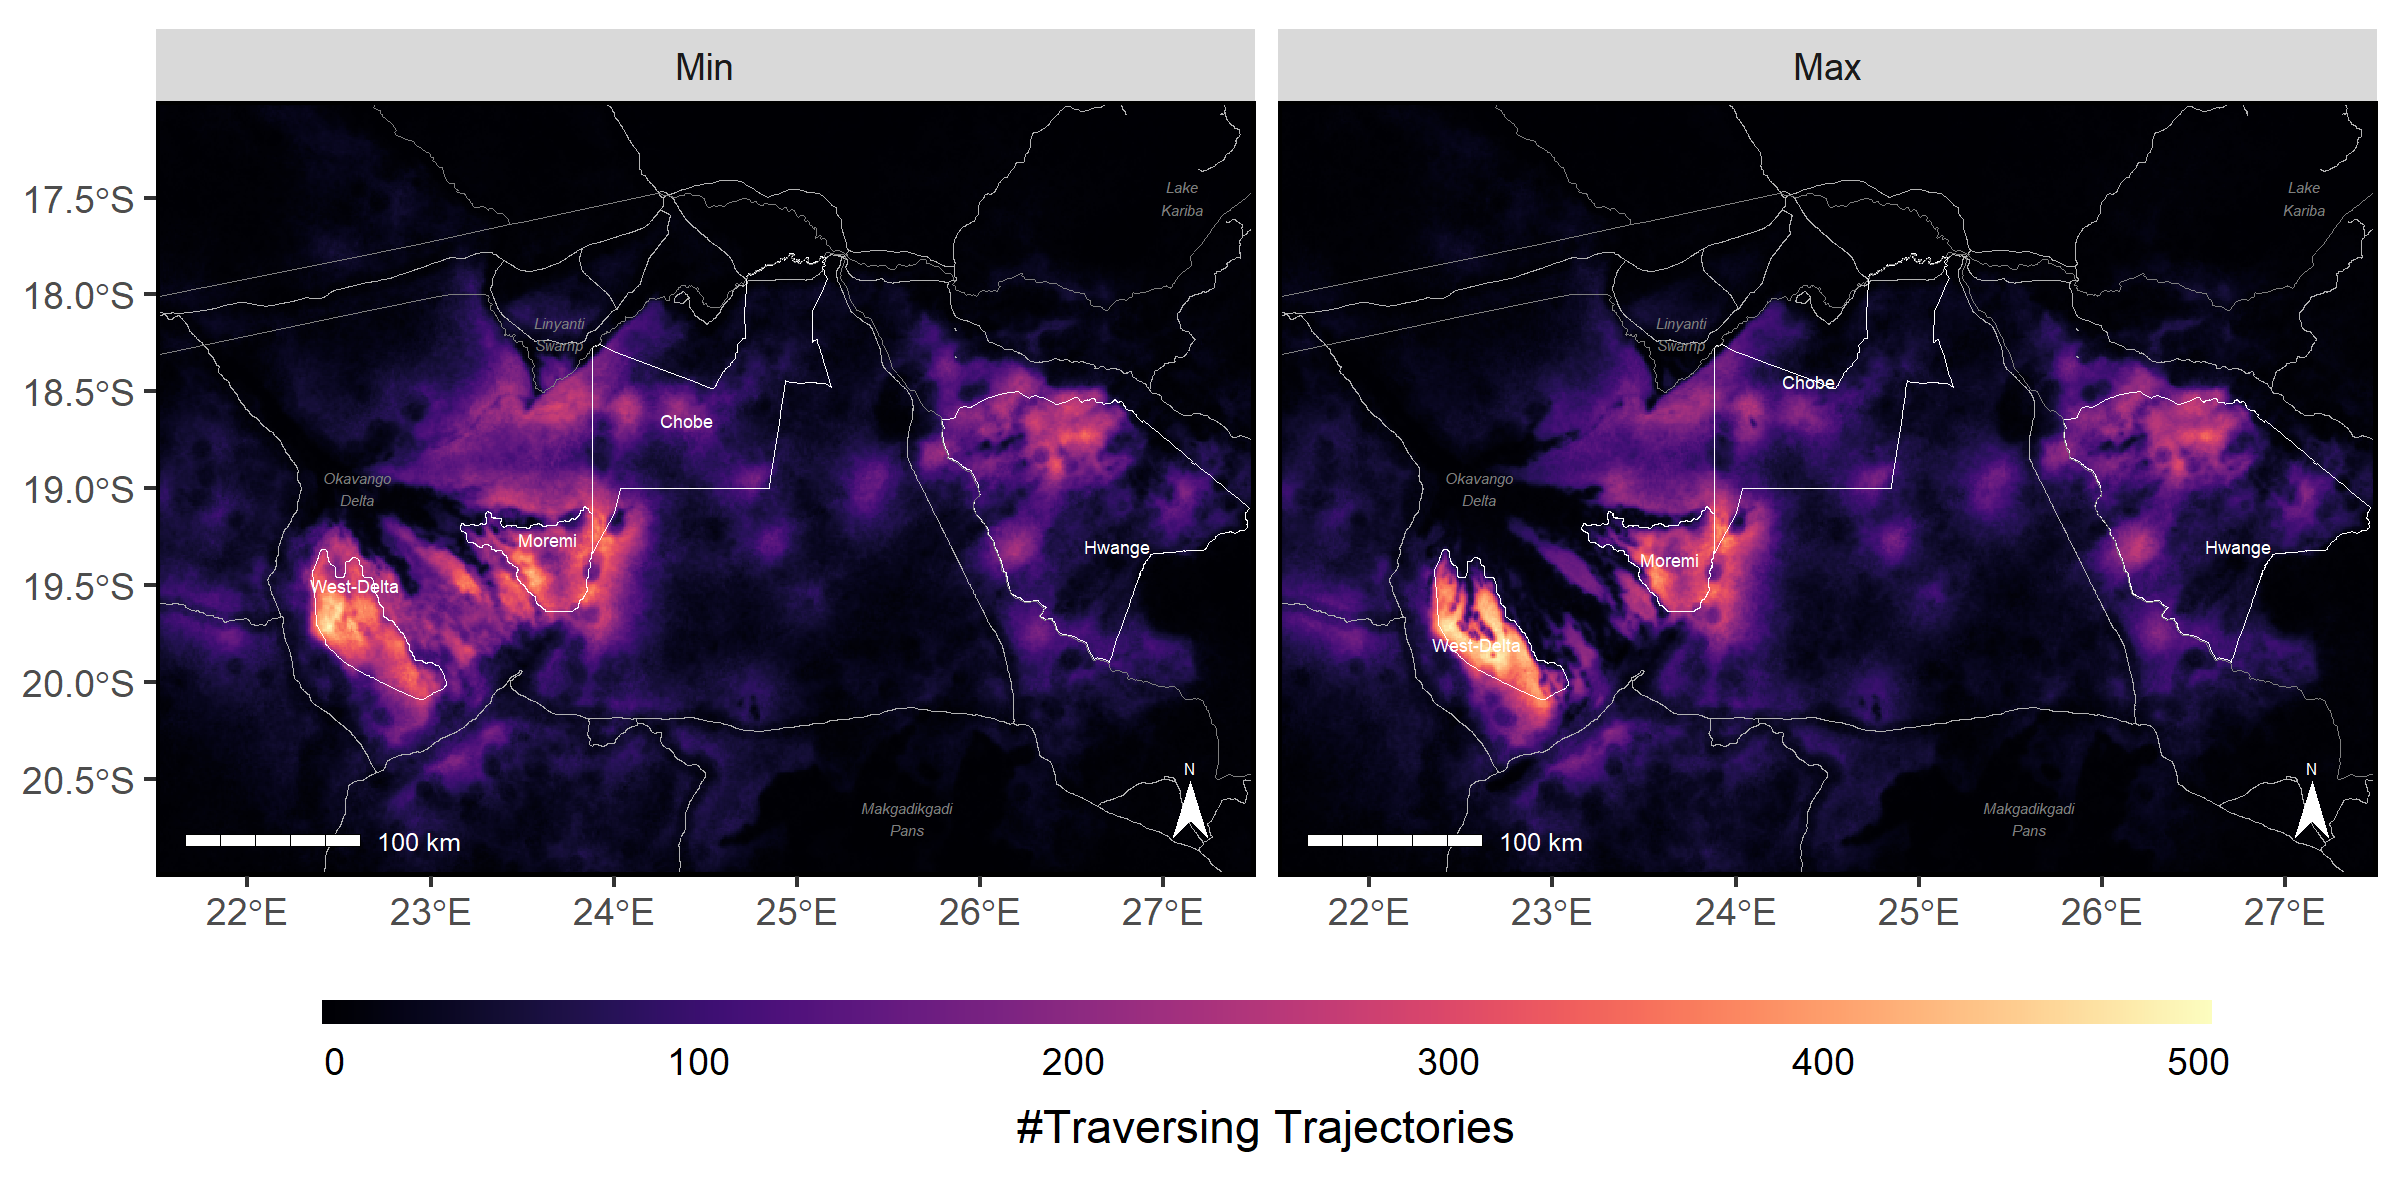 Min
Max
17.5°S
18.0°S
18.5°S
19.0°S
19.5°S
20.0°S
20.5°S
Lake
Kariba
Linyanti
Swamp
Chobe
Okavango
Delta
Moremi
Hwange
West-Delta
N
Makgadikgadi
Pans
100 km
Lake
Kariba
Linyanti
Swamp
Chobe
Okavango
Delta
Moremi
Hwange
West-Delta
N
Makgadikgadi
Pans
100 km
22°E 23°E 24°E 25°E 26°E 27°E
22°E 23°E 24°E 25°E 26°E 27°E
0 100 200 300 400 500
#Traversing Trajectories